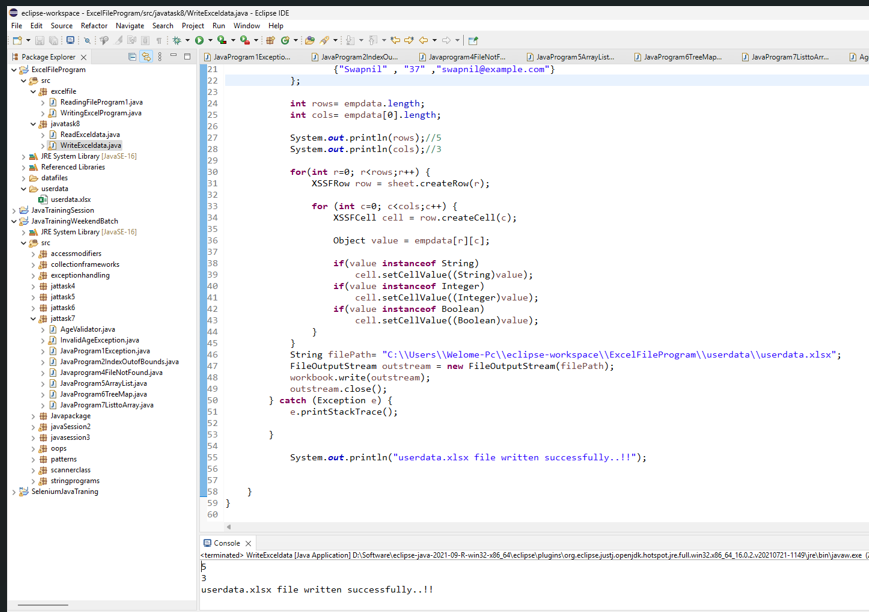 eclipse-workspace - ExcelFileProgram/src/javatask8/WriteExceldata.java - Eclipse IDE
File Edit Source Refactor Navigate Search Project Run Window Help
Package Explorer
JavaProgram1Exceptio...
JavaProgram2IndexOu...
Javaprogram4FileNotF...
JavaProgram5ArrayList...
JavaProgram6TreeMap...
JavaProgram7ListtoArr...
Ag
ExcelFileProgram
src
excelfile
ReadingFileProgram1.java
WritingExcelProgram.java
javatask8
ReadExceldata.java
WriteExceldata.java
JRE System Library [JavaSE-16]
Referenced Libraries
datafiles
userdata
userdata.xlsx
JavaTrainingSession
JavaTrainingWeekendBatch
JRE System Library [JavaSE-16]
src
accessmodifiers
collectionframeworks
exceptionhandling
jattask4
jattask5
jattask6
jattask7
AgeValidator.java
InvalidAgeException.java
JavaProgram1Exception.java
JavaProgram2IndexOutofBounds.java
Javaprogram4FileNotFound.java
JavaProgram5ArrayList.java
JavaProgram6TreeMap.java
JavaProgram7ListtoArray.java
Javapackage
javaSession2
javasession3
oops
patterns
scannerclass
stringprograms
SeleniumJavaTraning
21 {"Swapnil" , "37" ,"swapnil@example.com"}
22 };
23
24 int rows= empdata.length;
25 int cols= empdata[0].length;
26
27 System.out.println(rows);//5
28 System.out.println(cols);//3
29
30 for(int r=0; r<rows;r++) {
31 XSSFRow row = sheet.createRow(r);
32
33 for (int c=0; c<cols;c++) {
34 XSSFCell cell = row.createCell(c);
35
36 Object value = empdata[r][c];
37
38 if(value instanceof String)
39 cell.setCellValue((String)value);
40 if(value instanceof Integer)
41 cell.setCellValue((Integer)value);
42 if(value instanceof Boolean)
43 cell.setCellValue((Boolean)value);
44 }
45 }
46 String filePath= "C:\\Users\\Welome-Pc\\eclipse-workspace\\ExcelFileProgram\\userdata\\userdata.xlsx";
47 FileOutputStream outstream = new FileOutputStream(filePath);
48 workbook.write(outstream);
49 outstream.close();
50 } catch (Exception e) {
51 e.printStackTrace();
52
53 }
54
55 System.out.println("userdata.xlsx file written successfully..!!");
56
57
58 }
59 }
60
Console
<terminated> WriteExceldata [Java Application] D:\Software\eclipse-java-2021-09-R-win32-x86_64\eclipse\plugins\org.eclipse.justj.openjdk.hotspot.jre.full.win32.x86_64_16.0.2.v20210721-1149\jre\bin\javaw.exe (
5
3
userdata.xlsx file written successfully..!!